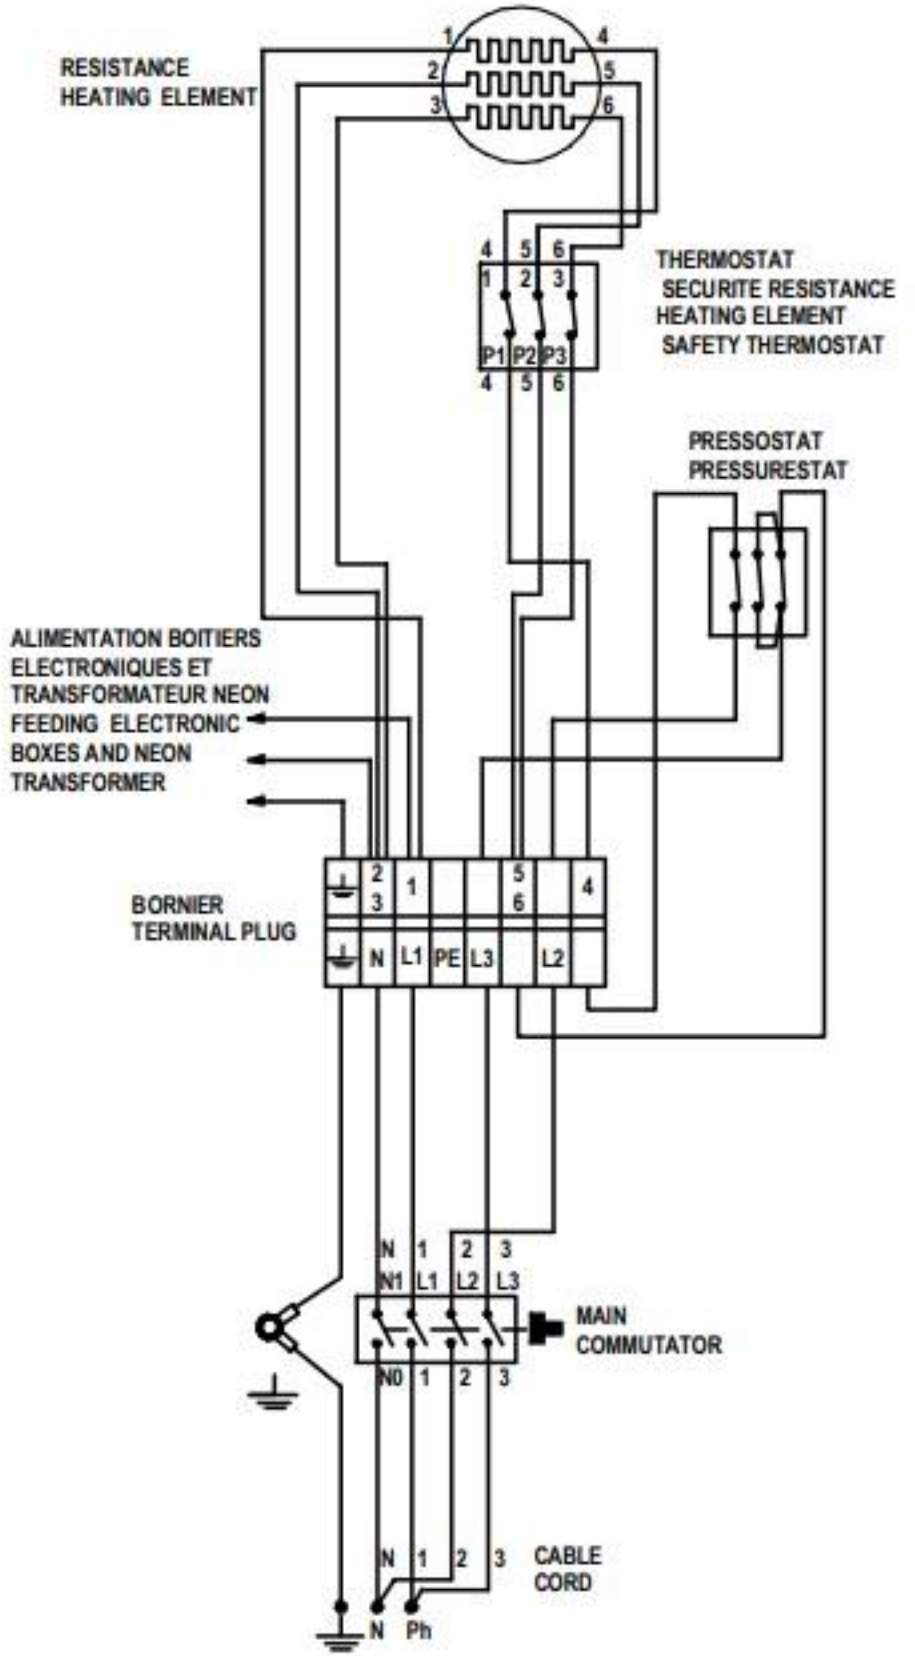 1 4
RESISTANCE
HEATING ELEMENT
2 5
3 6
4 5 6
1 2 3
P1 P2 P3
4 5 6
THERMOSTAT
SECURITE RESISTANCE
HEATING ELEMENT
SAFETY THERMOSTAT
PRESSOSTAT
PRESSURESTAT
ALIMENTATION BOITIERS
ELECTRONIQUES ET
TRANSFORMATEUR NEON
FEEDING ELECTRONIC
BOXES AND NEON
TRANSFORMER
2 1 5 4
3 6
BORNIER
TERMINAL PLUG
N L1 PE L3 L2
N 1 2 3
N1 L1 L2 L3
MAIN
COMMUTATOR
N0 1 2 3
N 1 2 3
CABLE
CORD
N Ph